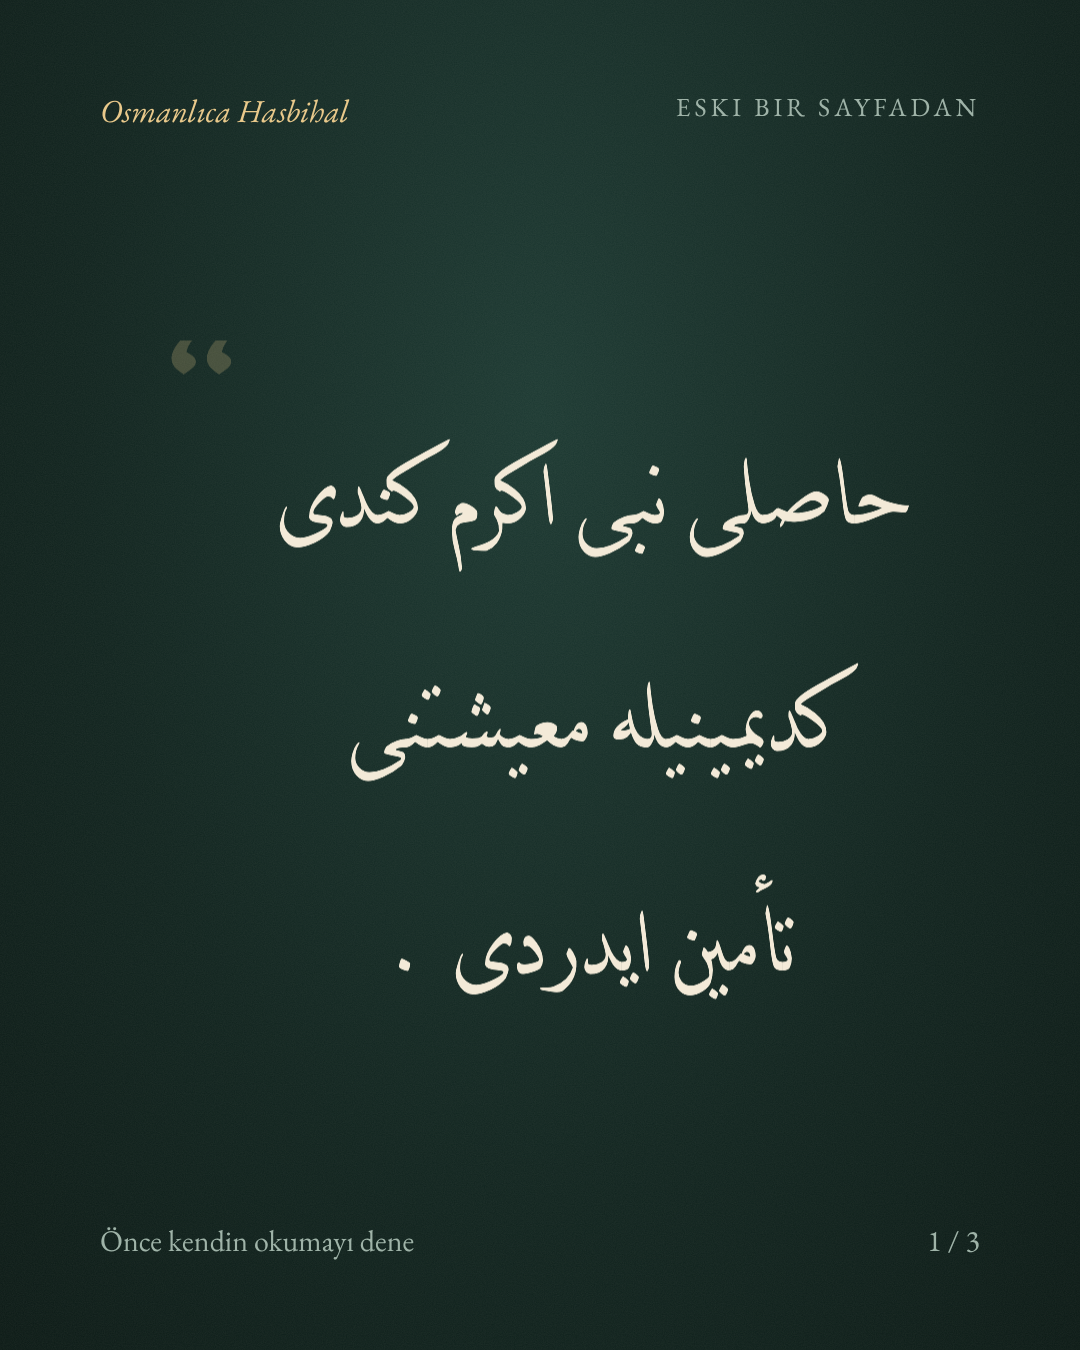 Osmanlıca Hasbihal
ESKI BIR SAYFADAN
“
حاصلی نبی اکرم کندی
کدیمینیله معیشتنی
تأمین ایدردی .
Önce kendin okumayı dene
1 / 3